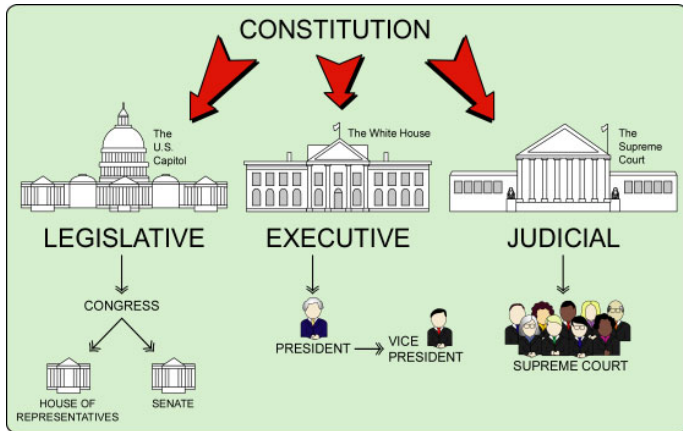 CONSTITUTION
The
U.S.
Capitol
The White House
The
Supreme
Court
LEGISLATIVE
EXECUTIVE
JUDICIAL
CONGRESS
PRESIDENT
VICE
PRESIDENT
SUPREME COURT
HOUSE OF
REPRESENTATIVES
SENATE